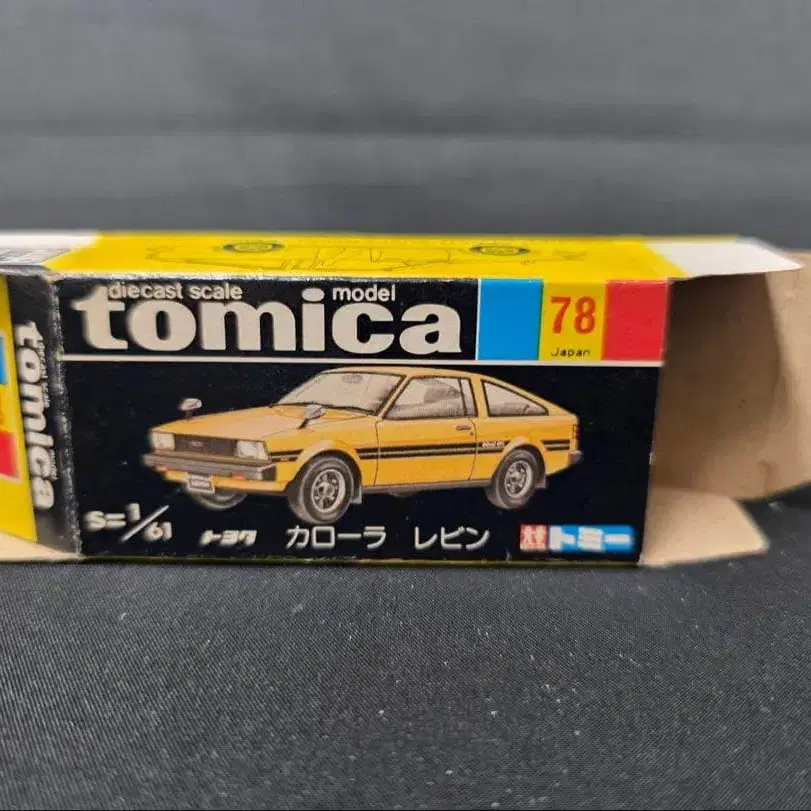 diecast scale model
tomica
78
Japan
S=1/61 トヨタ カローラ レビン
トミー
tomica